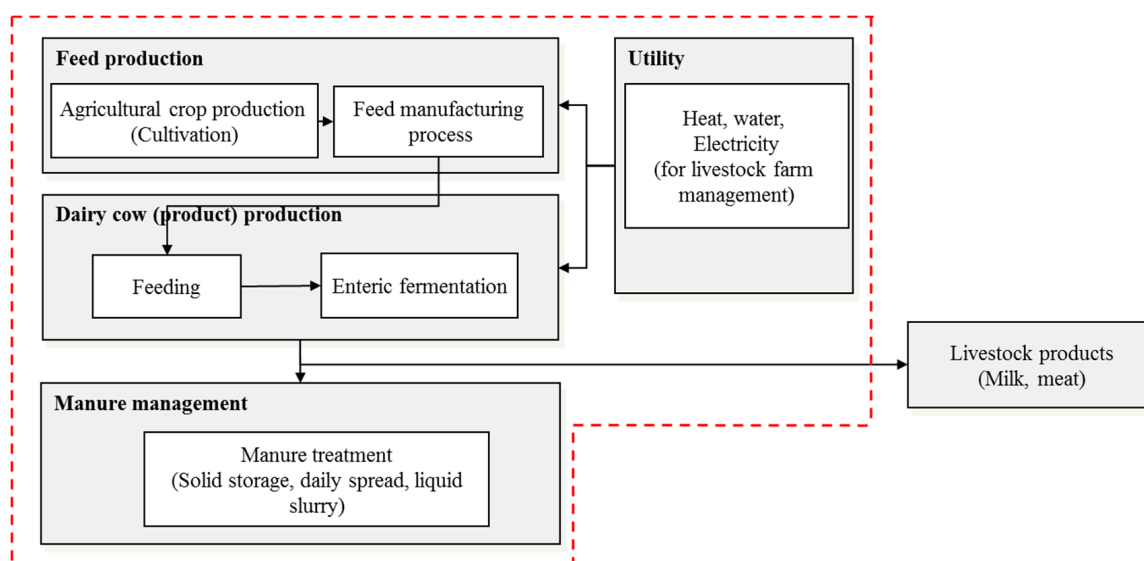 Feed production
Agricultural crop production
(Cultivation)
Feed manufacturing
process
Utility
Heat, water,
Electricity
(for livestock farm
management)
Dairy cow (product) production
Feeding
Enteric fermentation
Livestock products
(Milk, meat)
Manure management
Manure treatment
(Solid storage, daily spread, liquid
slurry)